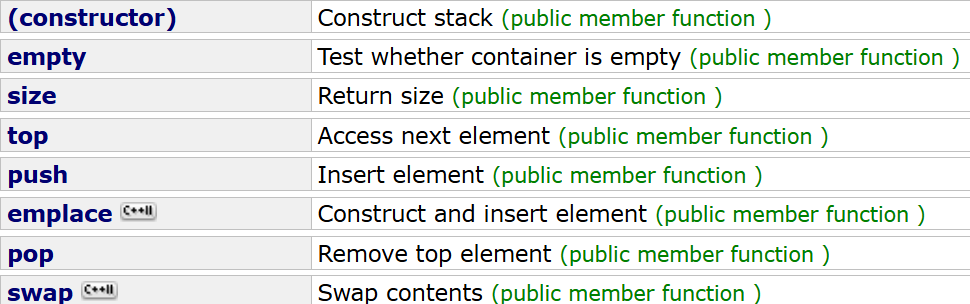 (constructor) Construct stack (public member function )
empty Test whether container is empty (public member function )
size Return size (public member function )
top Access next element (public member function )
push Insert element (public member function )
emplace C++11 Construct and insert element (public member function )
pop Remove top element (public member function )
swap C++11 Swap contents (public member function )